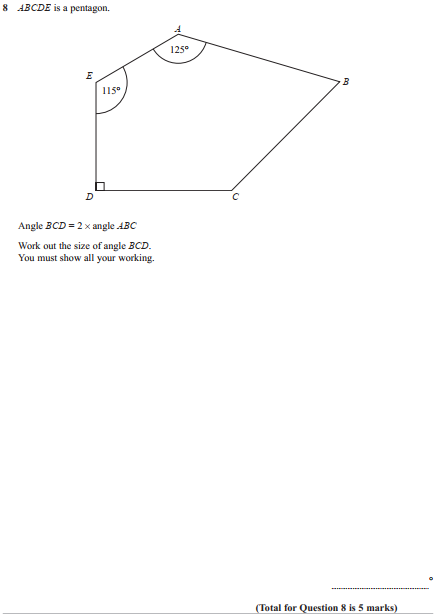 8 ABCDE is a pentagon.
A
125°
E
B
115°
D
C
Angle BCD = 2 × angle ABC
Work out the size of angle BCD.
You must show all your working.
°
(Total for Question 8 is 5 marks)